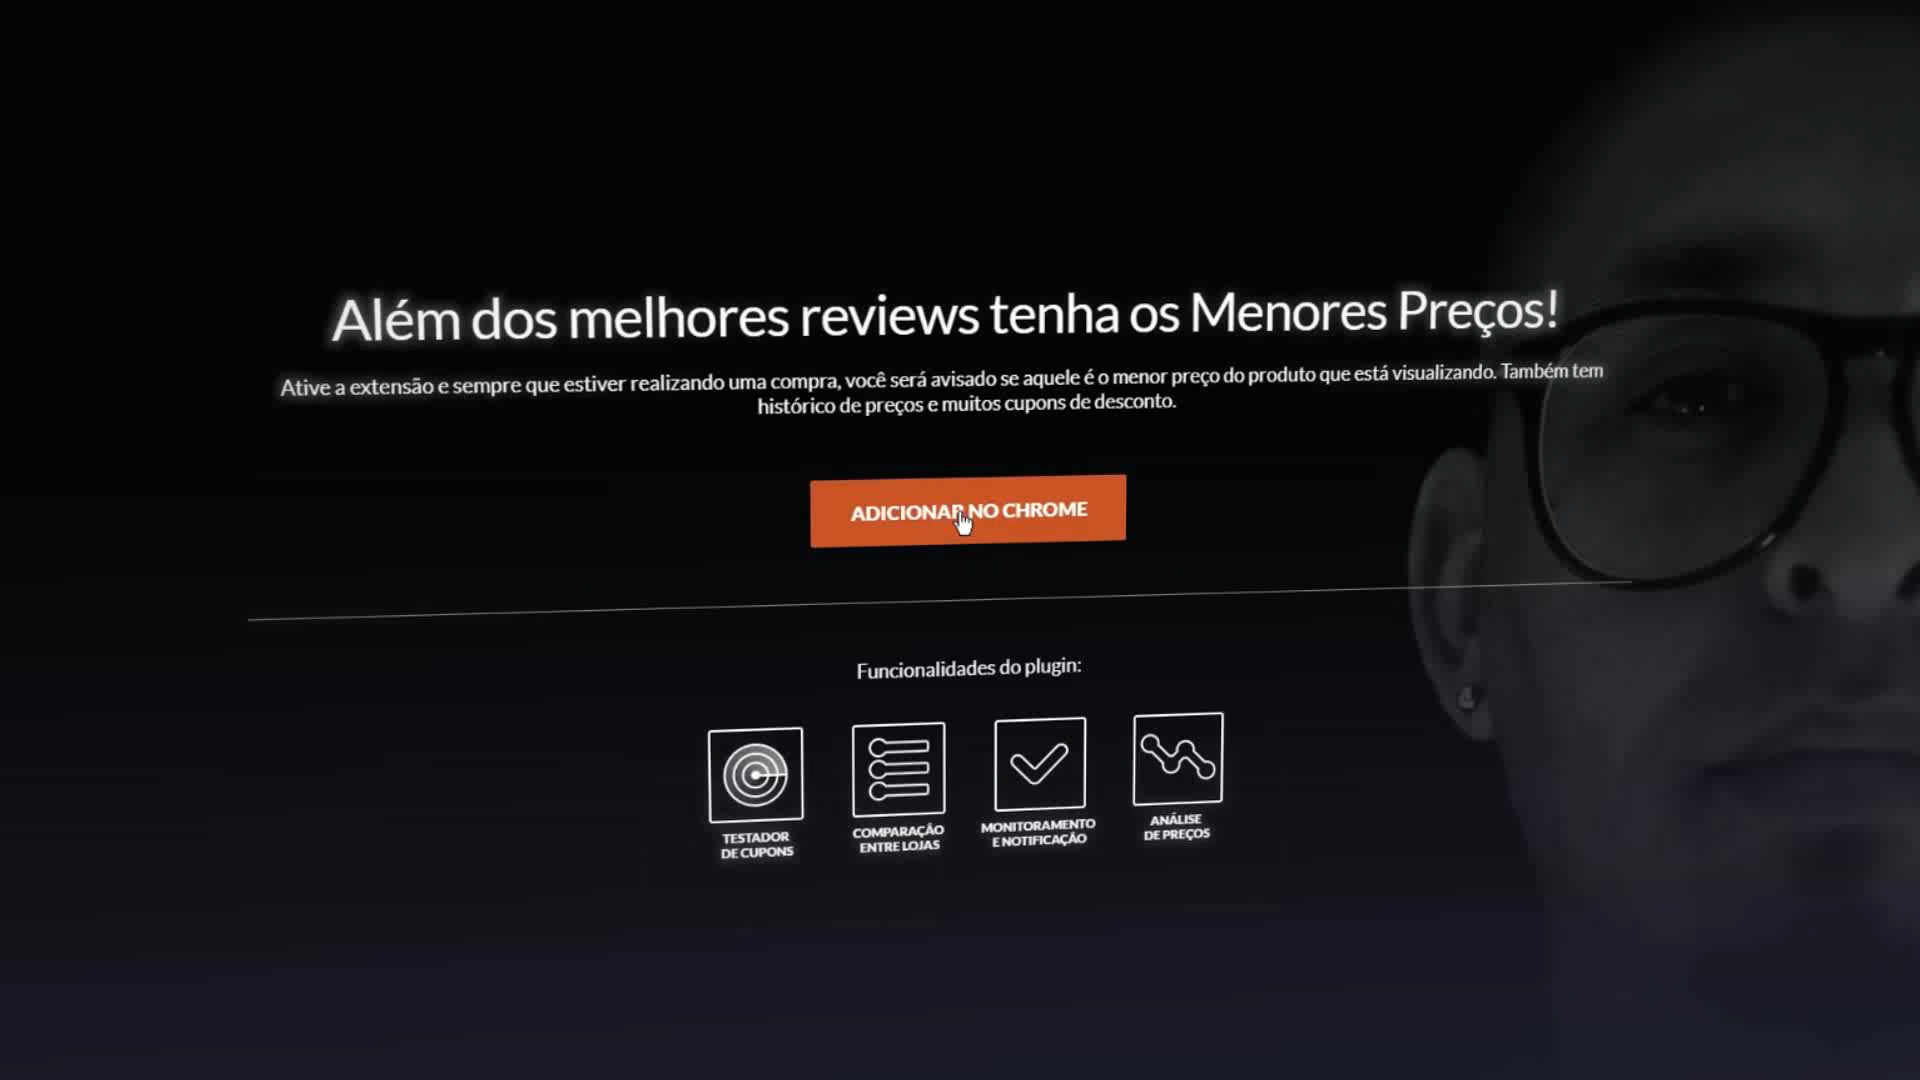 Além dos melhores reviews tenha os Menores Preços!
Ative a extensão e sempre que estiver realizando uma compra, você será avisado se aquele é o menor preço do produto que está visualizando. Também tem
histórico de preços e muitos cupons de desconto.
ADICIONAR NO CHROME
Funcionalidades do plugin:
TESTADOR
DE CUPONS
COMPARAÇÃO
ENTRE LOJAS
MONITORAMENTO
E NOTIFICAÇÃO
ANÁLISE
DE PREÇOS